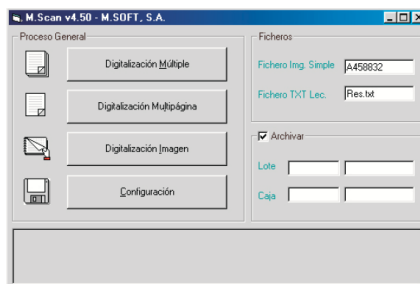 M.Scan v4.50 - M.SOFT, S.A.
Proceso General
Digitalización Múltiple
Digitalización Multipágina
Digitalización Imagen
Configuración
Ficheros
Fichero Img. Simple A458832
Fichero TXT Lec. Res.txt
Archivar
Lote
Caja